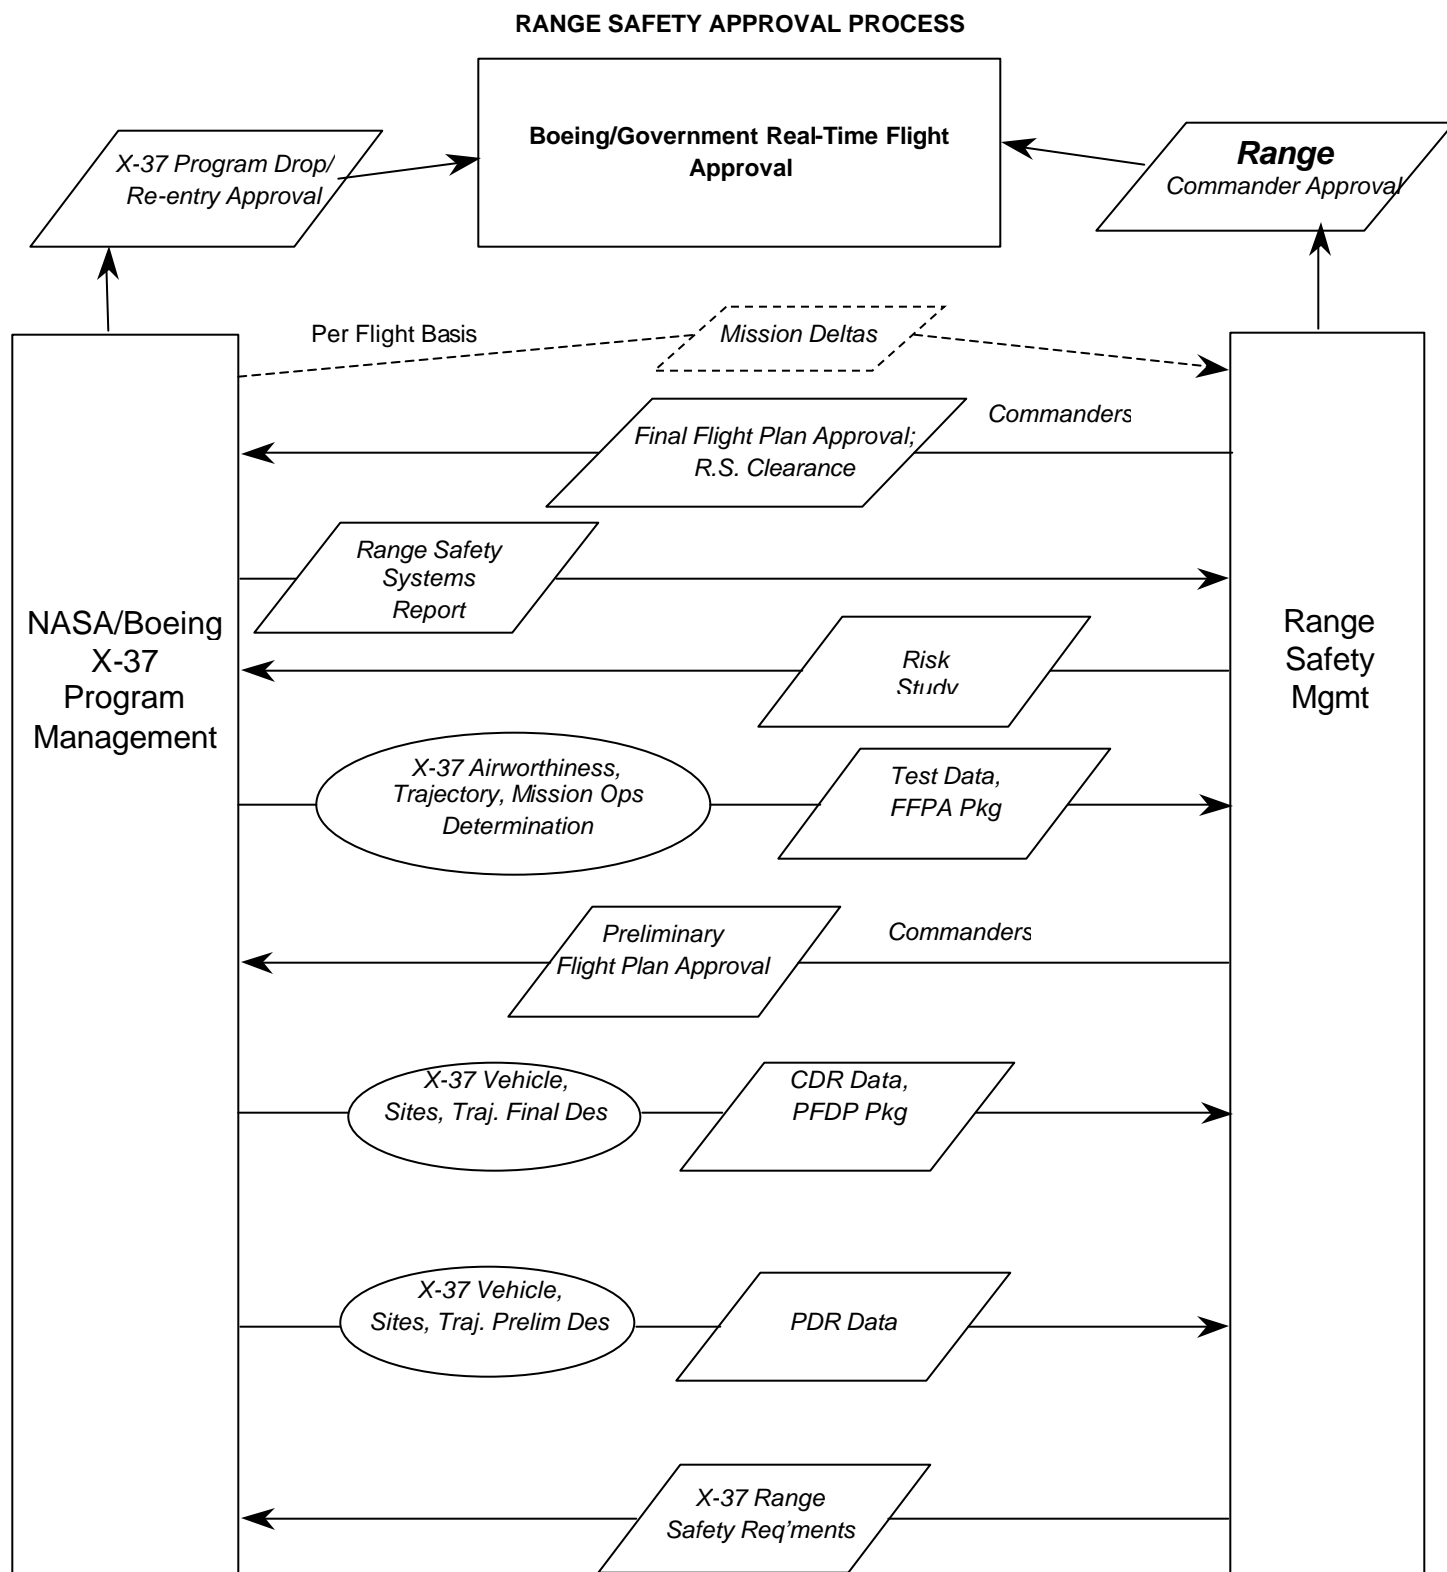 RANGE SAFETY APPROVAL PROCESS
Boeing/Government Real-Time Flight
Approval
X-37 Program Drop/
Re-entry Approval
Range
Commander Approval
Per Flight Basis
Mission Deltas
Commanders
Final Flight Plan Approval;
R.S. Clearance
Range Safety
Systems
Report
NASA/Boeing
X-37
Program
Management
Range
Safety
Mgmt
Risk
Study
X-37 Airworthiness,
Trajectory, Mission Ops
Determination
Test Data,
FFPA Pkg
Preliminary
Flight Plan Approval
Commanders
X-37 Vehicle,
Sites, Traj. Final Des
CDR Data,
PFDP Pkg
X-37 Vehicle,
Sites, Traj. Prelim Des
PDR Data
X-37 Range
Safety Req'ments